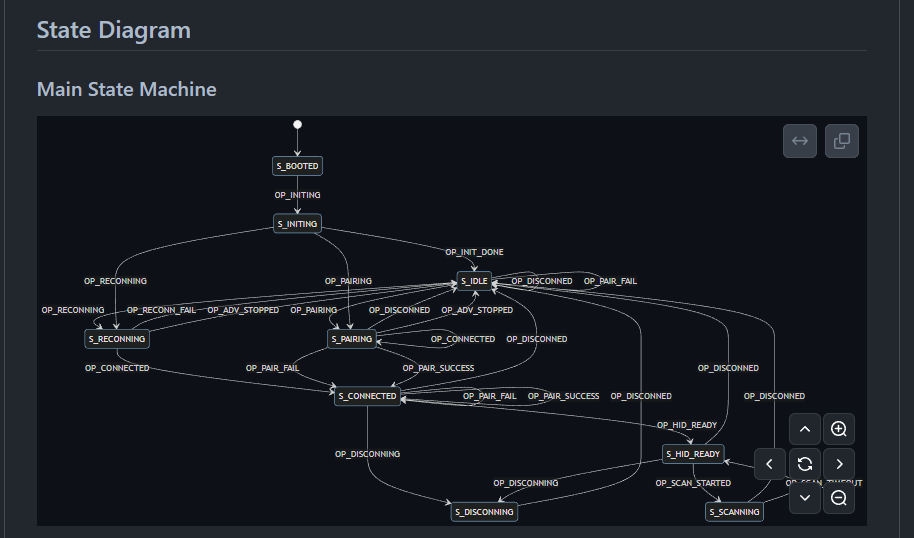 State Diagram
Main State Machine
S_BOOTED
OP_INITING
S_INITING
OP_INIT_DONE
OP_RECONNING
OP_PAIRING
S_IDLE
OP_DISCONNED
OP_PAIR_FAIL
OP_RECONNING
OP_RECONN_FAIL
OP_ADV_STOPPED
OP_PAIRING
OP_DISCONNED
OP_ADV_STOPPED
S_RECONNING
S_PAIRING
OP_CONNECTED
OP_DISCONNED
OP_CONNECTED
OP_PAIR_FAIL
OP_PAIR_SUCCESS
OP_DISCONNED
S_CONNECTED
OP_PAIR_FAIL
OP_PAIR_SUCCESS
OP_DISCONNED
OP_DISCONNED
OP_HID_READY
OP_DISCONNING
S_HID_READY
OP_DISCONNING
OP_SCAN_STARTED
OP_SCAN_TIMEOUT
S_DISCONNING
S_SCANNING